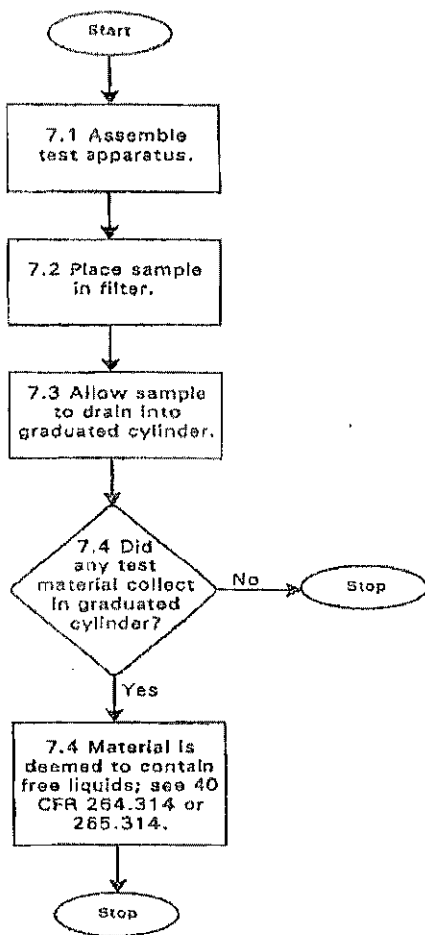 Start
7.1 Assemble
test apparatus.
7.2 Place sample
in filter.
7.3 Allow sample
to drain into
graduated cylinder.
7.4 Did
any test
material collect
in graduated
cylinder?
No
Stop
Yes
7.4 Material is
deemed to contain
free liquids; see 40
CFR 264.314 or
265.314.
Stop